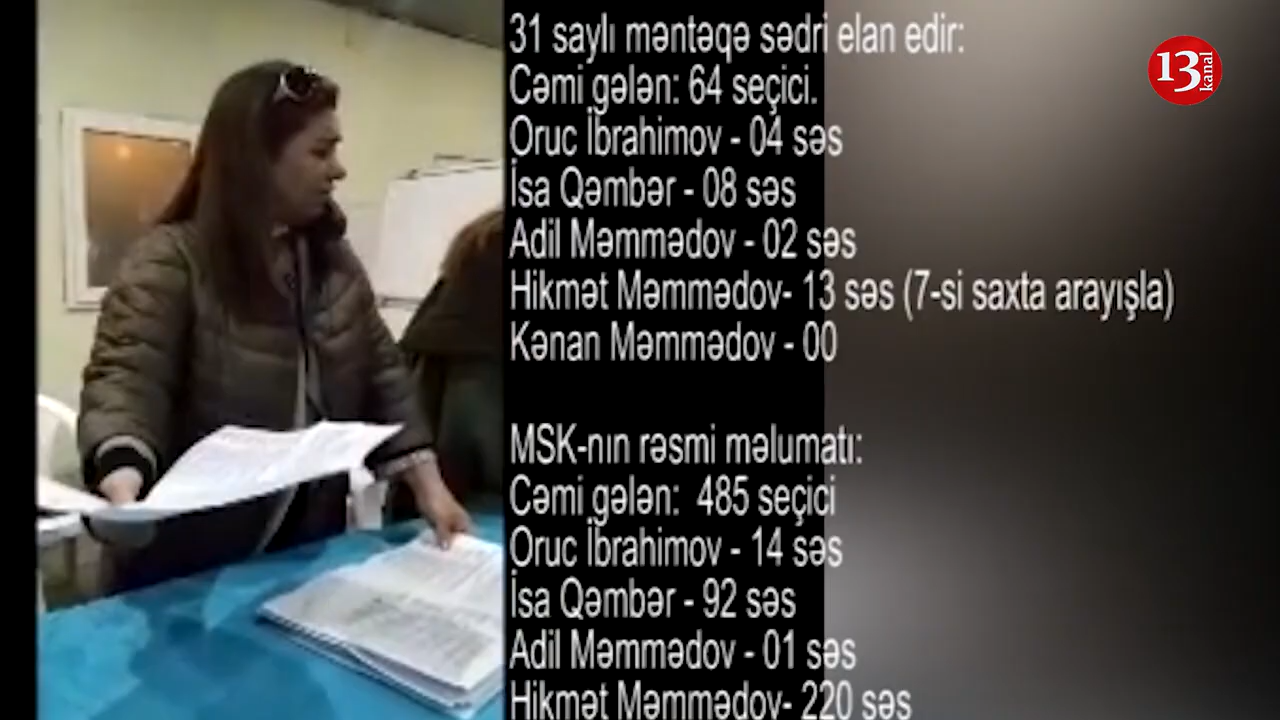 31 saylı məntəqə sədri elan edir:
Cəmi gələn: 64 seçici.
Oruc İbrahimov - 04 səs
İsa Qəmbər - 08 səs
Adil Məmmədov - 02 səs
Hikmət Məmmədov- 13 səs (7-si saxta arayışla)
Kənan Məmmədov - 00
MSK-nın rəsmi məlumatı:
Cəmi gələn:  485 seçici
Oruc İbrahimov - 14 səs
İsa Qəmbər - 92 səs
Adil Məmmədov - 01 səs
Hikmət Məmmədov- 220 səs
13 kanal